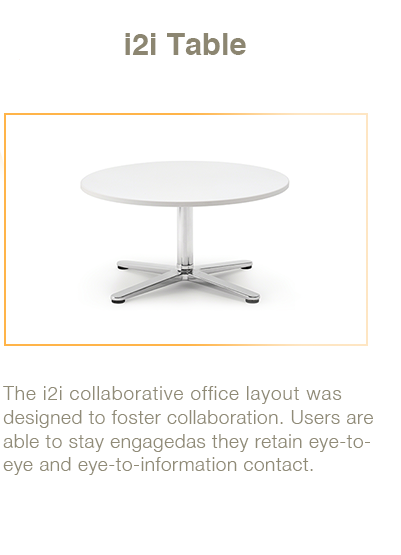 i2i Table
The i2i collaborative office layout was
designed to foster collaboration. Users are
able to stay engagedas they retain eye-to-
eye and eye-to-information contact.